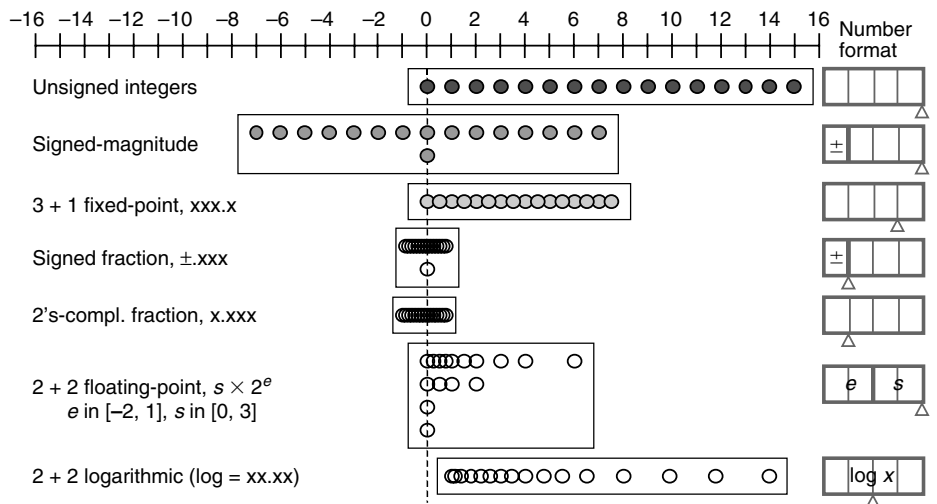 −16 −14 −12 −10 −8 −6 −4 −2 0 2 4 6 8 10 12 14 16
Number
format
Unsigned integers
Signed-magnitude
±
3 + 1 fixed-point, xxx.x
Signed fraction, ±.xxx
±
2's-compl. fraction, x.xxx
2 + 2 floating-point, s × 2^e
e in [−2, 1], s in [0, 3]
e s
2 + 2 logarithmic (log = xx.xx)
log x